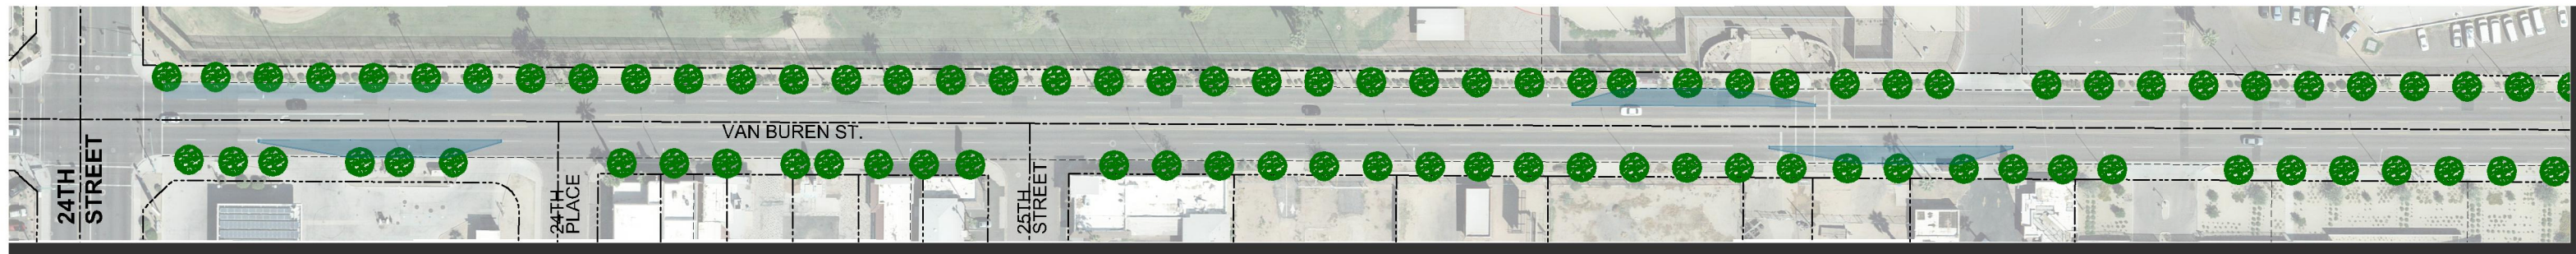 24TH
STREET
24TH
PLACE
VAN BUREN ST.
25TH
STREET